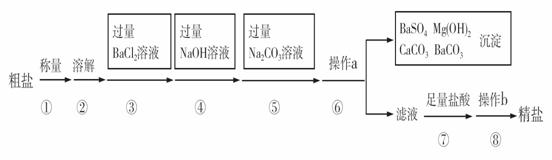 过量
BaCl₂溶液
过量
NaOH溶液
过量
Na₂CO₃溶液
BaSO₄ Mg(OH)₂
CaCO₃ BaCO₃
沉淀
粗盐
称量
溶解
操作a
滤液
足量盐酸
操作b
精盐
① ② ③ ④ ⑤ ⑥ ⑦ ⑧